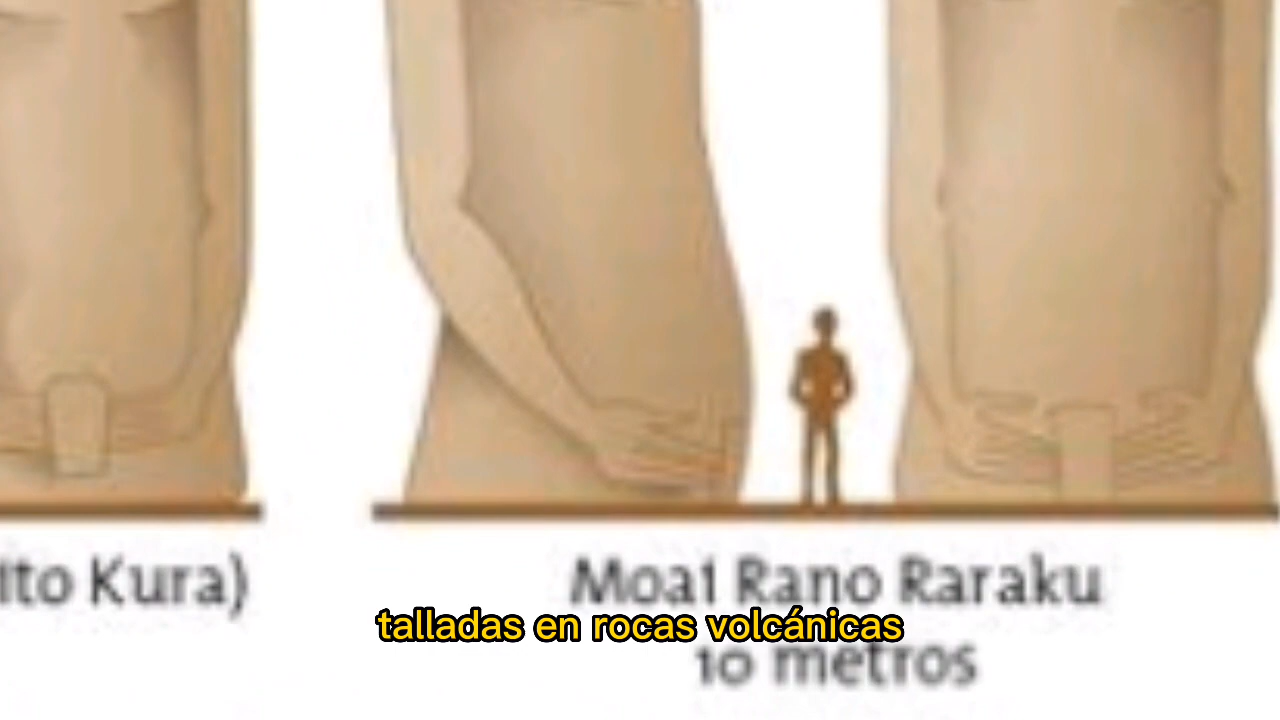 ito Kura)
Moai Rano Raraku
talladas en rocas volcánicas
10 metros